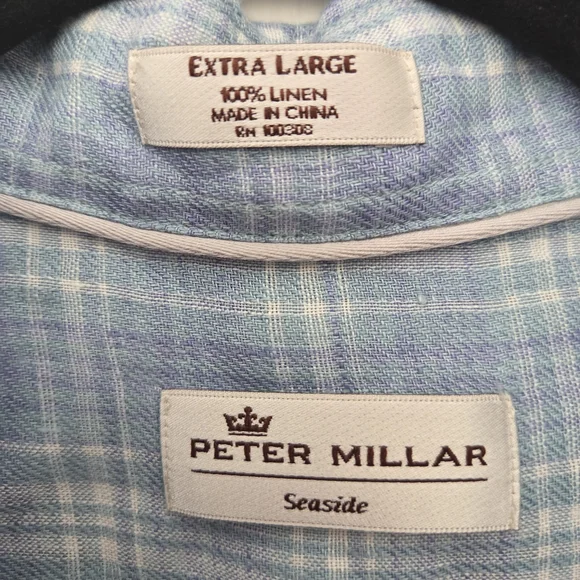 EXTRA LARGE
100% LINEN
MADE IN CHINA
RN 100308
PETER MILLAR
Seaside